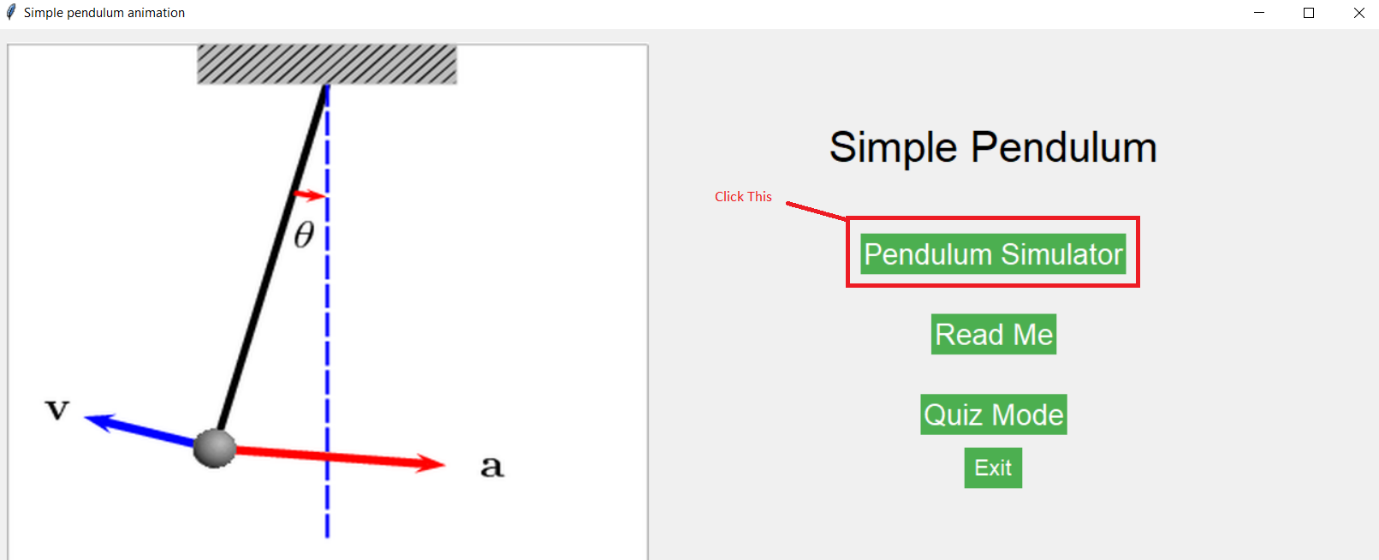 Simple pendulum animation
θ
v
a
Simple Pendulum
Click This
Pendulum Simulator
Read Me
Quiz Mode
Exit